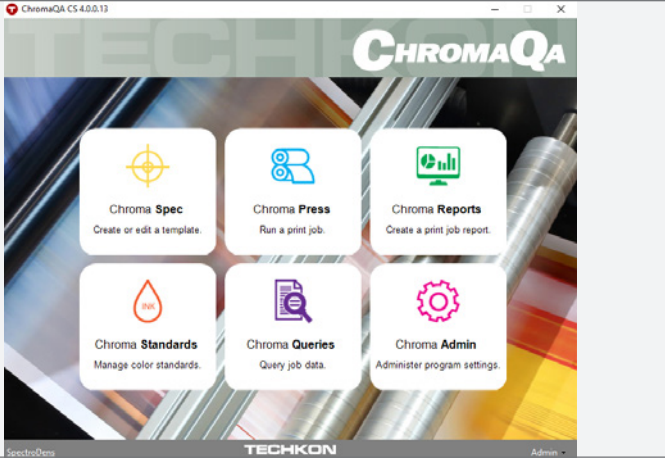 ChromaQA CS 4.0.0.13
TECHKON
CHROMAQA
Chroma Spec
Create or edit a template.
Chroma Press
Run a print job.
Chroma Reports
Create a print job report.
INK
Chroma Standards
Manage color standards.
Chroma Queries
Query job data.
Chroma Admin
Administer program settings.
SpectroDens
TECHKON
Admin